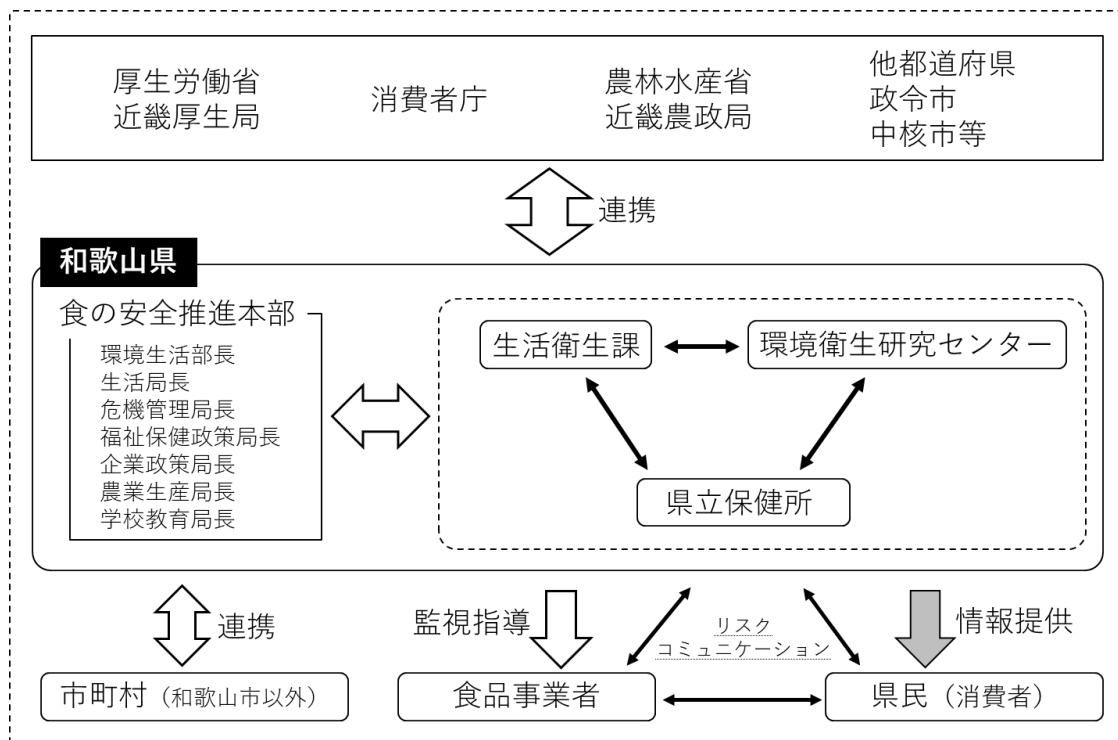 厚生労働省
近畿厚生局
消費者庁
農林水産省
近畿農政局
他都道府県
政令市
中核市等
連携
和歌山県
食の安全推進本部
環境生活部長
生活局長
危機管理局長
福祉保健政策局長
企業政策局長
農業生産局長
学校教育局長
生活衛生課
環境衛生研究センター
県立保健所
連携
監視指導
リスク
コミュニケーション
情報提供
市町村（和歌山市以外）
食品事業者
県民（消費者）